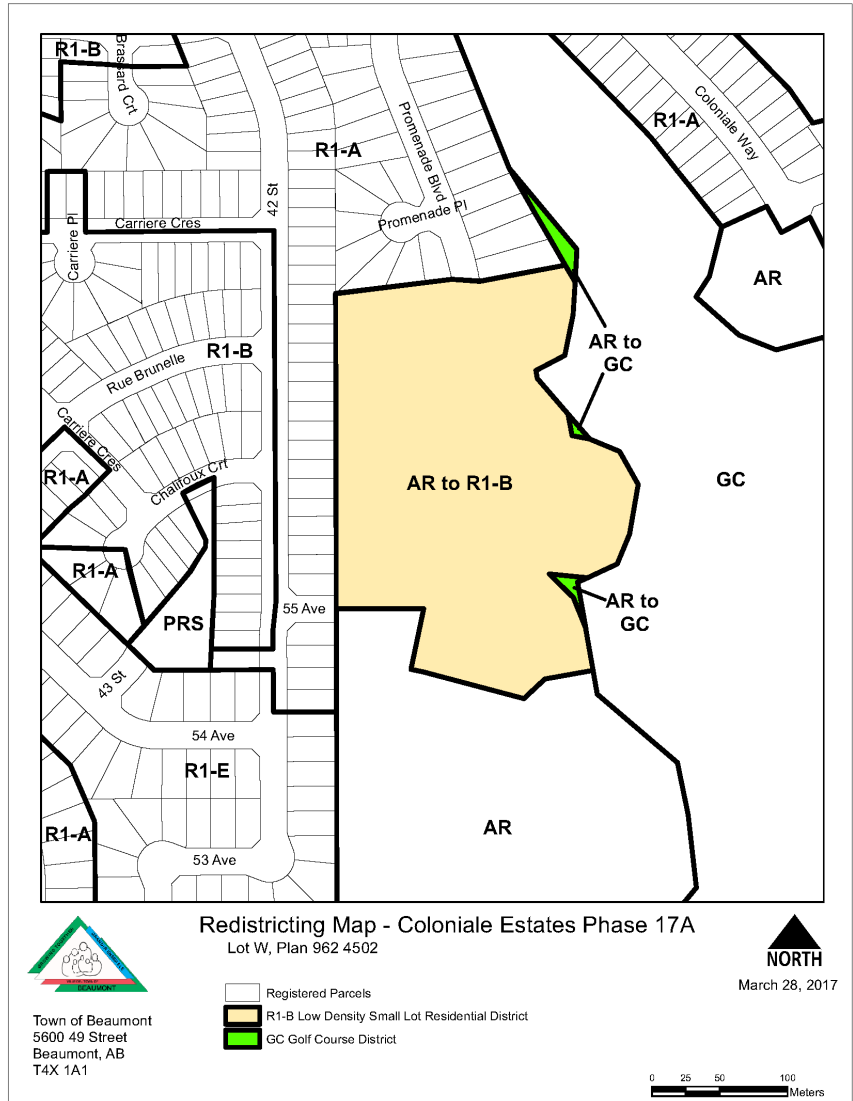 R1-B
Brassard Crt
R1-A
42 St
Promenade Blvd
Promenade Pl
R1-A
Coloniale Way
Carriere Cres
Carriere Pl
AR
AR to
GC
Rue Brunelle
R1-B
Carriere Cres
R1-A
Chalifoux Crt
AR to R1-B
GC
R1-A
PRS
55 Ave
AR to
GC
43 St
54 Ave
R1-E
AR
R1-A
53 Ave
Redistricting Map - Coloniale Estates Phase 17A
Lot W, Plan 962 4502
BEAUMONT
NORTH
March 28, 2017
Registered Parcels
R1-B Low Density Small Lot Residential District
GC Golf Course District
Town of Beaumont
5600 49 Street
Beaumont, AB
T4X 1A1
0 25 50 100
Meters